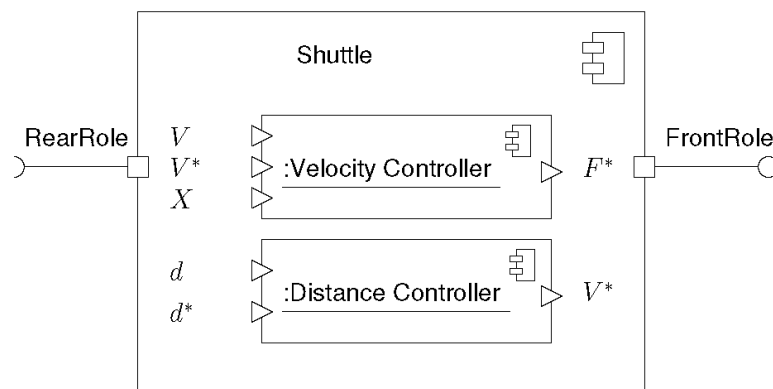 Shuttle
RearRole
FrontRole
V
V*
:Velocity Controller
F*
X
d
:Distance Controller
V*
d*